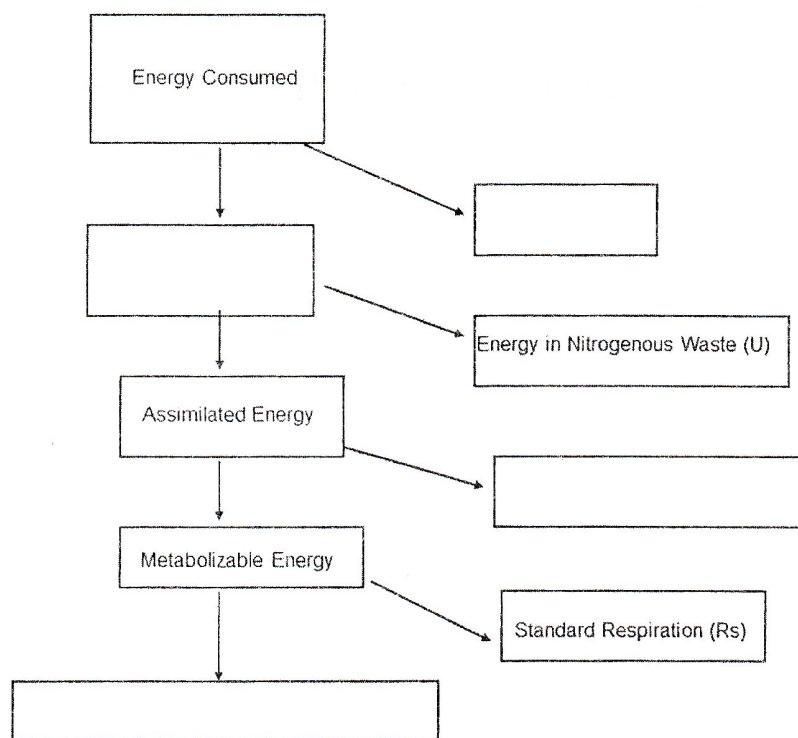 Energy Consumed
Energy in Nitrogenous Waste (U)
Assimilated Energy
Metabolizable Energy
Standard Respiration (Rs)